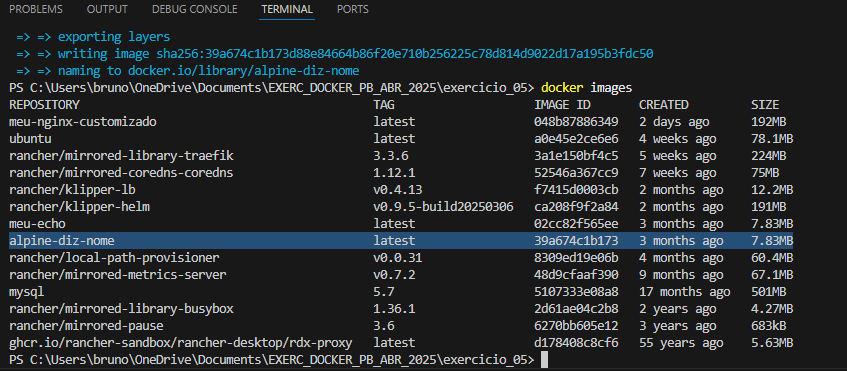 PROBLEMS OUTPUT DEBUG CONSOLE TERMINAL PORTS
=> => exporting layers
=> => writing image sha256:39a674c1b173d88e84664b86f20e710b256225c78d814d9022d17a195b3fdc50
=> => naming to docker.io/library/alpine-diz-nome
PS C:\Users\bruno\OneDrive\Documents\EXERC_DOCKER_PB_ABR_2025\exercicio_05> docker images
REPOSITORY TAG IMAGE ID CREATED SIZE
meu-nginx-customizado latest 048b87886349 2 days ago 192MB
ubuntu latest a0e45e2ce6e6 4 weeks ago 78.1MB
rancher/mirrored-library-traefik 3.3.6 3a1e150bf4c5 5 weeks ago 224MB
rancher/mirrored-coredns-coredns 1.12.1 52546a367cc9 7 weeks ago 75MB
rancher/klipper-lb v0.4.13 f7415d0003cb 2 months ago 12.2MB
rancher/klipper-helm v0.9.5-build20250306 ca208f9f2a84 2 months ago 191MB
meu-echo latest 02cc82f565ee 3 months ago 7.83MB
alpine-diz-nome latest 39a674c1b173 3 months ago 7.83MB
rancher/local-path-provisioner v0.0.31 8309ed19e06b 4 months ago 60.4MB
rancher/mirrored-metrics-server v0.7.2 48d9cfaaf390 9 months ago 67.1MB
mysql 5.7 5107333e08a8 17 months ago 501MB
rancher/mirrored-library-busybox 1.36.1 2d61ae04c2b8 2 years ago 4.27MB
rancher/mirrored-pause 3.6 6270bb605e12 3 years ago 683kB
ghcr.io/rancher-sandbox/rancher-desktop/rdx-proxy latest d178408c8cf6 55 years ago 5.63MB
PS C:\Users\bruno\OneDrive\Documents\EXERC_DOCKER_PB_ABR_2025\exercicio_05>